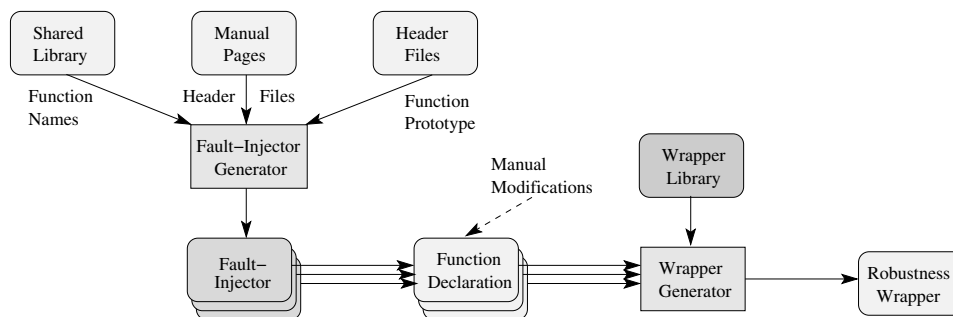 Shared
Library
Manual
Pages
Header
Files
Function
Names
Header Files
Function
Prototype
Fault-Injector
Generator
Manual
Modifications
Wrapper
Library
Fault-
Injector
Function
Declaration
Wrapper
Generator
Robustness
Wrapper